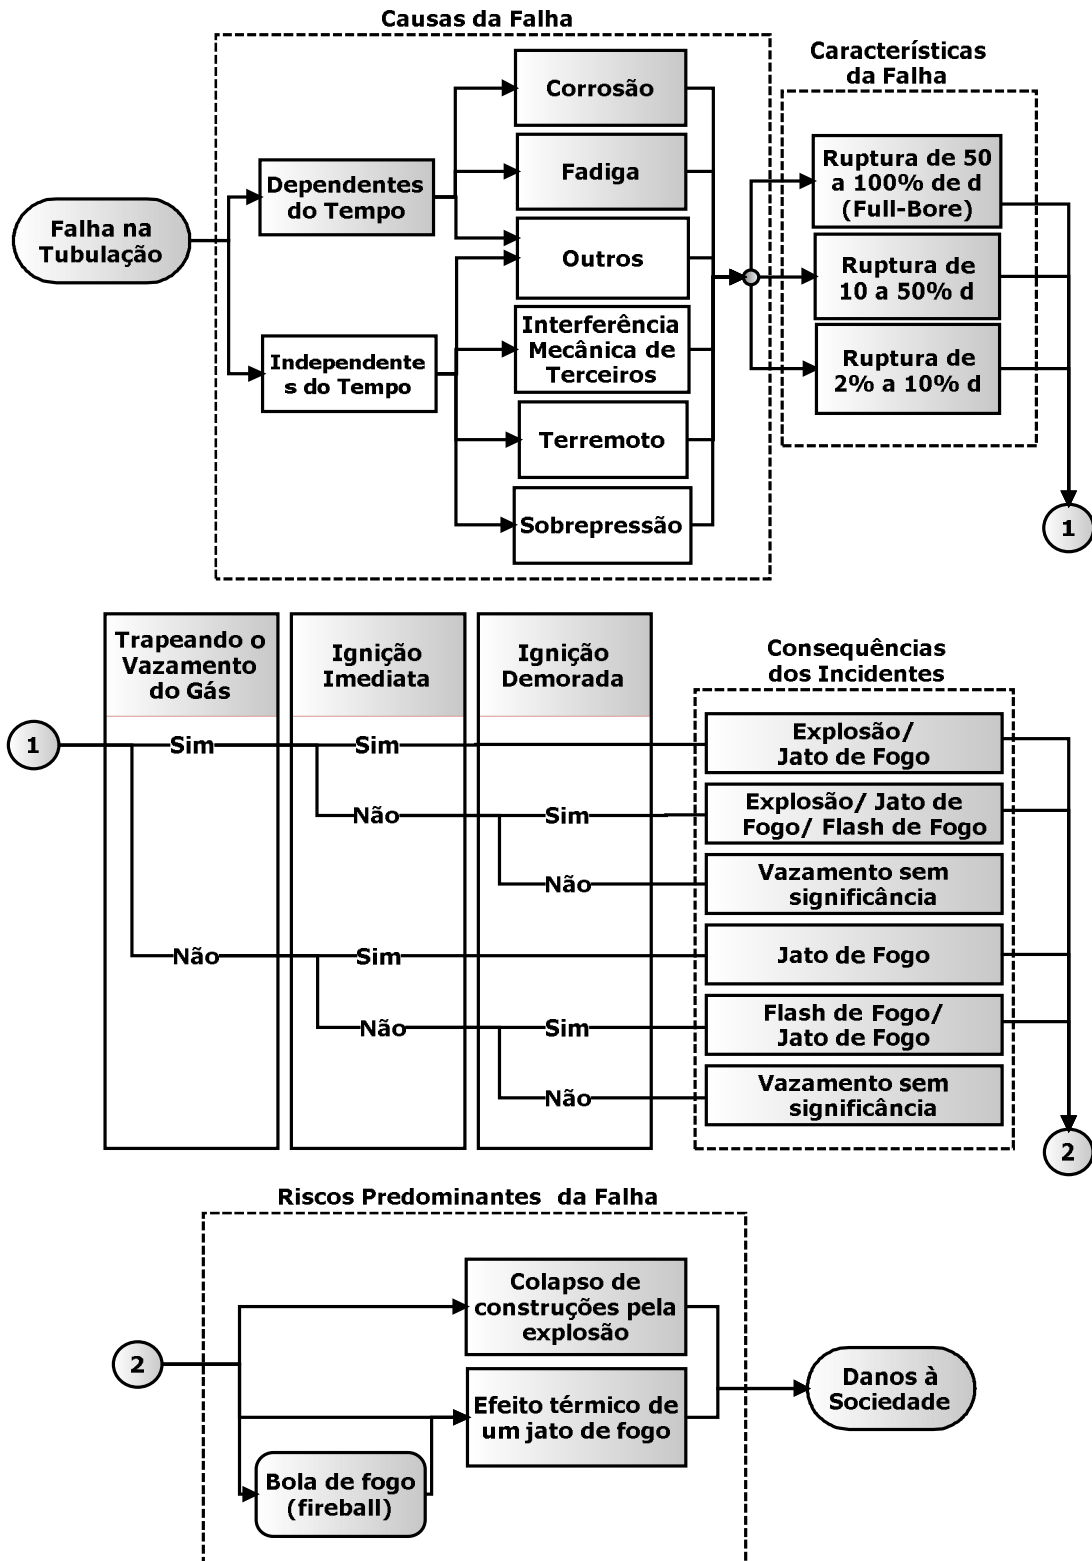 Causas da Falha
Características
da Falha
Falha na
Tubulação
Dependentes
do Tempo
Independente
s do Tempo
Corrosão
Fadiga
Outros
Interferência
Mecânica de
Terceiros
Terremoto
Sobrepressão
Ruptura de 50
a 100% de d
(Full-Bore)
Ruptura de
10 a 50% d
Ruptura de
2% a 10% d
1
Trapeando o
Vazamento
do Gás
Ignição
Imediata
Ignição
Demorada
Consequências
dos Incidentes
1
Sim
Sim
Explosão/
Jato de Fogo
Não
Sim
Explosão/ Jato de
Fogo/ Flash de Fogo
Não
Vazamento sem
significância
Não
Sim
Jato de Fogo
Não
Sim
Flash de Fogo/
Jato de Fogo
Não
Vazamento sem
significância
2
Riscos Predominantes da Falha
2
Colapso de
construções pela
explosão
Efeito térmico de
um jato de fogo
Bola de fogo
(fireball)
Danos à
Sociedade